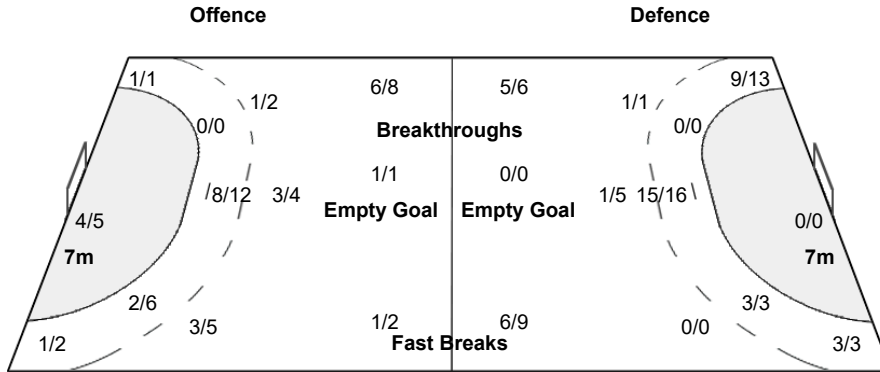 Offence Defence
1/1 6/8 5/6 9/13
1/2 1/1
0/0 Breakthroughs 0/0
1/1 0/0
8/12 3/4 1/5 15/16
Empty Goal Empty Goal
4/5 0/0
7m 7m
2/6 3/3
3/5 1/2 6/9 0/0
1/2 Fast Breaks 3/3